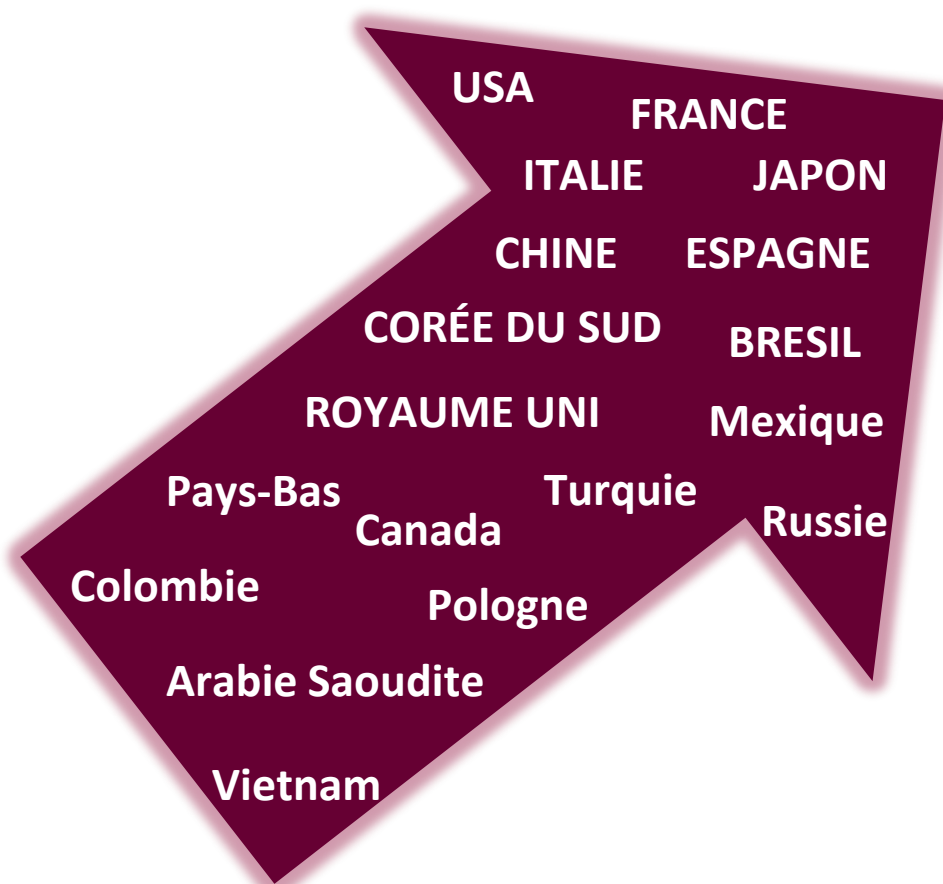 USA
FRANCE
ITALIE
JAPON
CHINE
ESPAGNE
CORÉE DU SUD
BRESIL
ROYAUME UNI
Mexique
Pays-Bas
Turquie
Canada
Russie
Colombie
Pologne
Arabie Saoudite
Vietnam